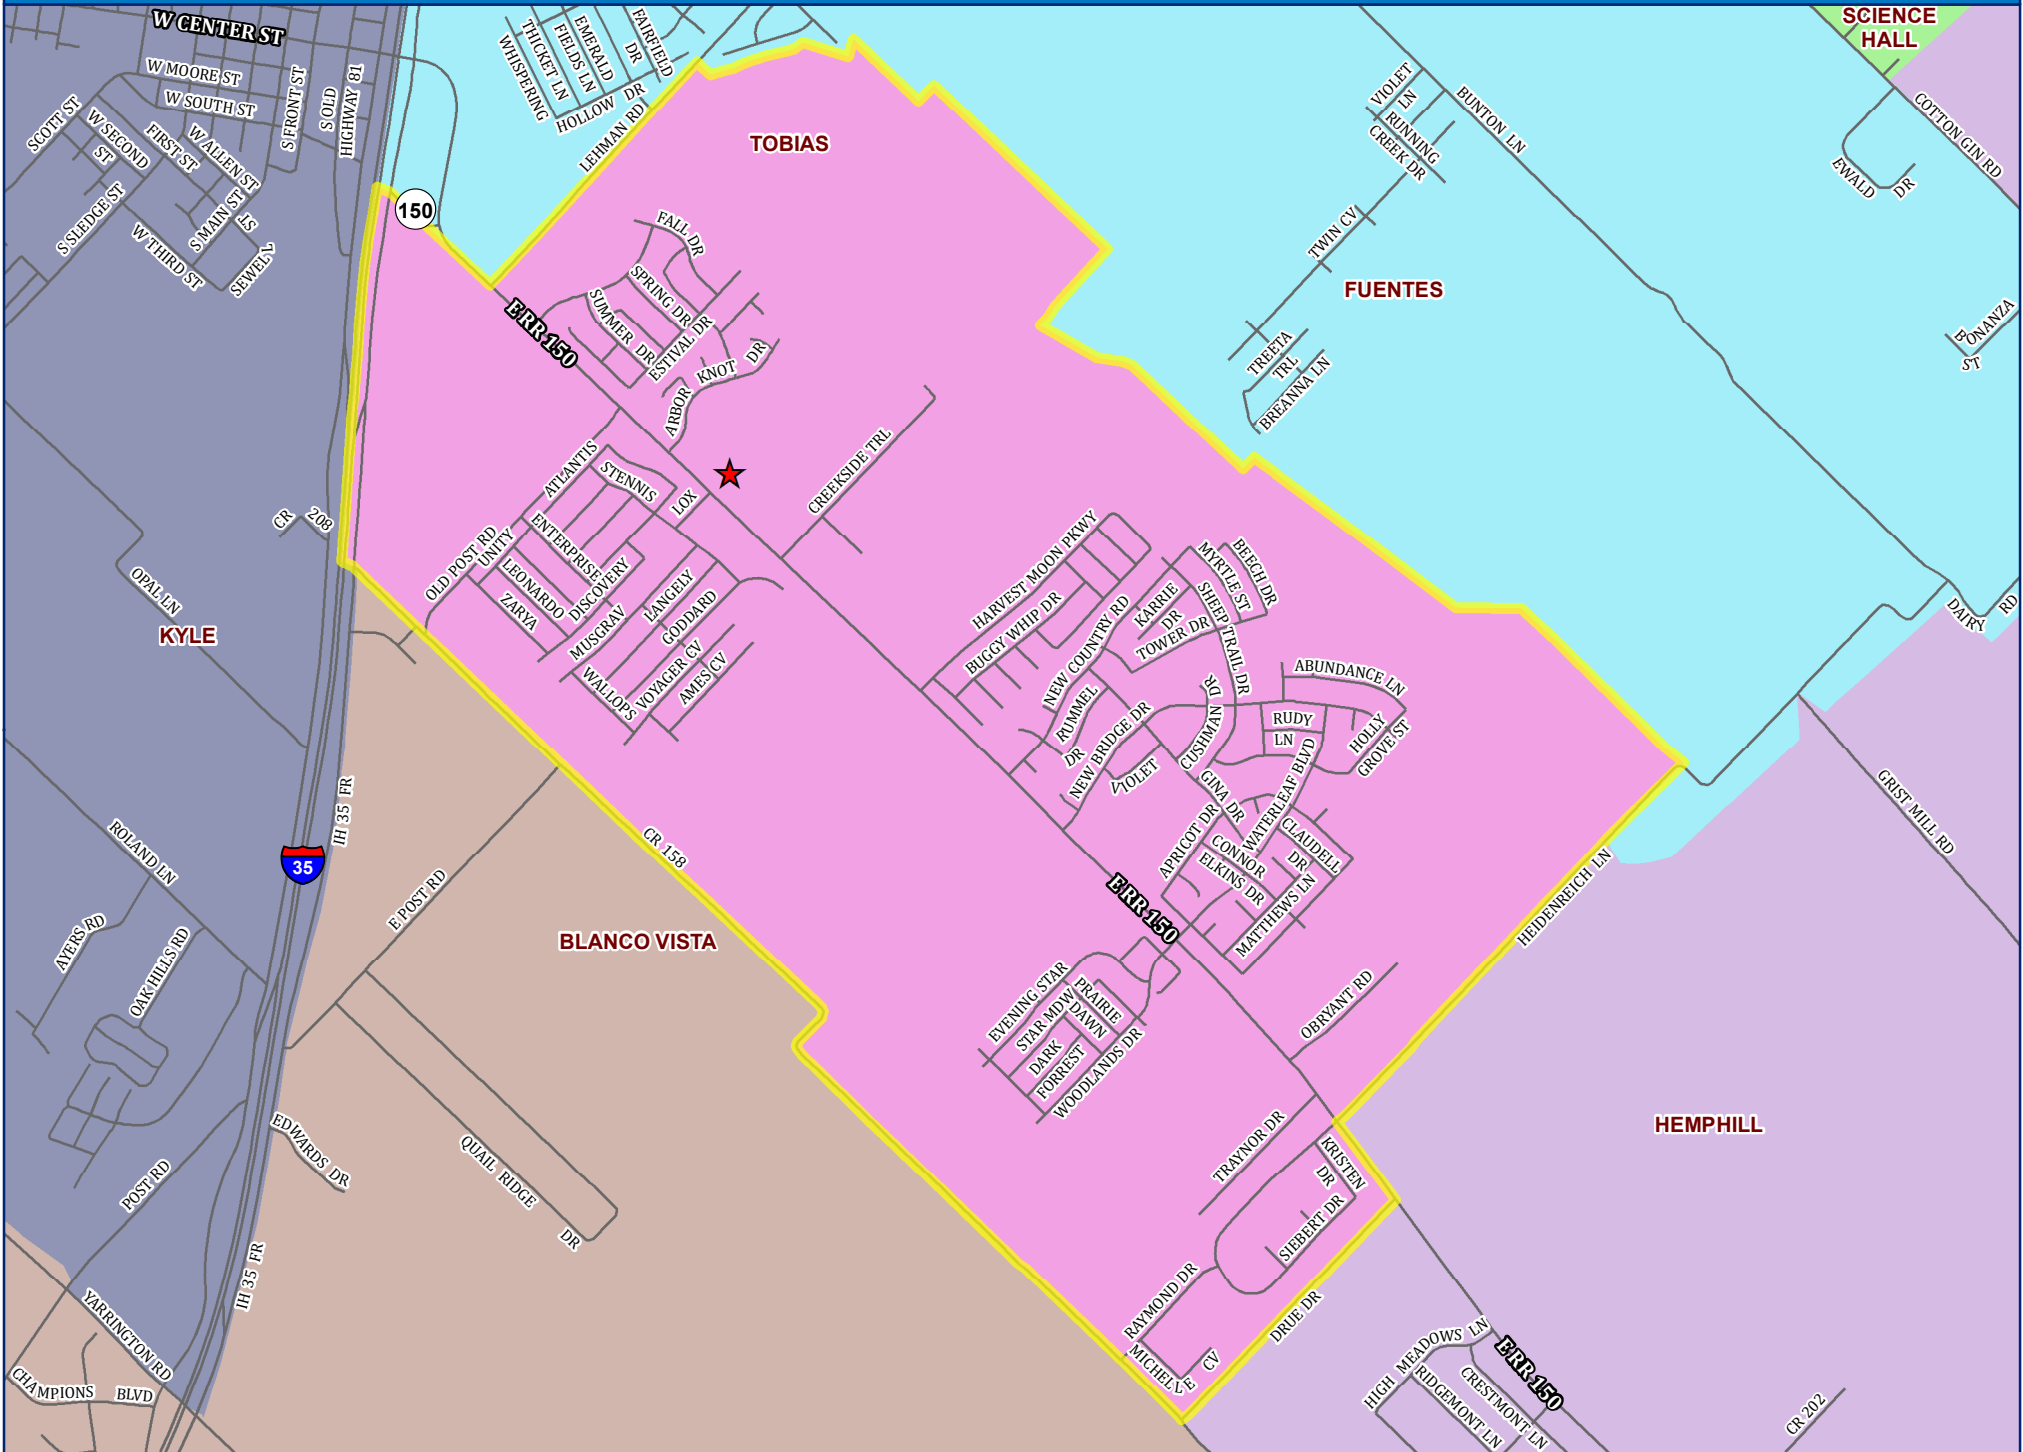 W CENTER ST
W MOORE ST
W SOUTH ST
S FRONT ST
S OLD
HIGHWAY 81
SCOTT ST
W SECOND
ST
FIRST ST
W ALLEN ST
S MAIN ST
SEWELL
ST
S SLEDGE ST
W THIRD ST
150
WHISPERING
THICKET LN
FIELDS LN
EMERALD
FAIRFIELD
DR
HOLLOW DR
LEHMAN RD
TOBIAS
SCIENCE
HALL
VIOLET
LN
RUNNING
CREEK DR
BUNTON LN
COTTON GIN RD
EWALD DR
TWIN CV
FUENTES
BONANZA
ST
TREETA
TRL
BREANNA LN
FALL DR
SPRING DR
SUMMER DR
ESTIVAL DR
ARBOR
KNOT DR
E RR 150
CREEKSIDE TRL
ATLANTIS
STENNIS
LOX
OLD POST RD
UNITY
ENTERPRISE
LEONARDO
DISCOVERY
ZARYA
MUSGRAV
LANGELY
GODDARD
WALLOPS
VOYAGER CV
AMES CV
CR 208
OPAL LN
KYLE
HARVEST MOON PKWY
BUGGY WHIP DR
NEW COUNTRY RD
KARRIE
DR
TOWER DR
MYRTLE ST
BEECH DR
SHEEP TRAIL DR
RUMMEL
DR
NEW BRIDGE DR
VIOLET
CUSHMAN DR
ABUNDANCE LN
RUDY
LN
HOLLY
GROVE ST
GINA DR
WATERLEAF BLVD
APRICOT DR
CONNOR
ELKINS DR
CLAUDELL
DR
MATTHEWS LN
E RR 150
DAIRY RD
GRIST MILL RD
HEIDENREICH LN
ROLAND LN
IH 35 FR
35
CR 158
E POST RD
BLANCO VISTA
AYERS RD
OAK HILLS RD
EVENING STAR
STAR MDW
PRAIRIE
DAWN
DARK
FORREST
WOODLANDS DR
OBRYANT RD
HEMPHILL
TRAYNOR DR
KRISTEN
DR
SIEBERT DR
EDWARDS DR
POST RD
QUAIL RIDGE
DR
IH 35 FR
RAYMOND DR
MICHELLE CV
DRUE DR
YARRINGTON RD
CHAMPIONS BLVD
HIGH MEADOWS LN
RIDGEMONT LN
CRESTMONT LN
E RR 150
CR 202